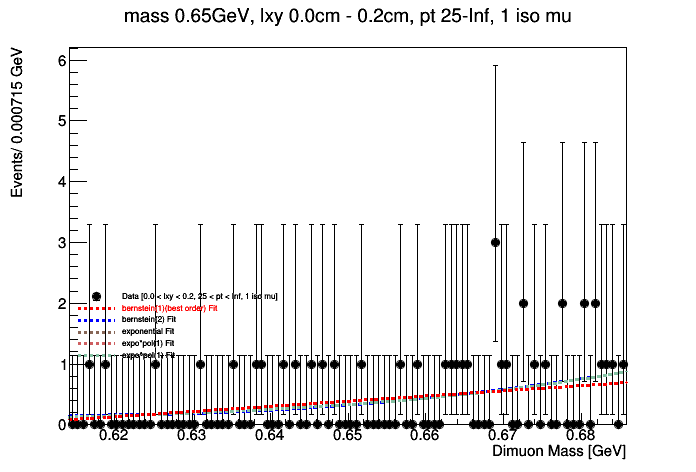 mass 0.65GeV, lxy 0.0cm - 0.2cm, pt 25-Inf, 1 iso mu
Events/ 0.000715 GeV
6
5
4
3
2
1
0
Data [0.0 < lxy < 0.2, 25 < pt < Inf, 1 iso mu]
bernstein(1)(best order) Fit
bernstein(2) Fit
exponential Fit
expo*pol(1) Fit
expo*pol(1) Fit
0.62 0.63 0.64 0.65 0.66 0.67 0.68
Dimuon Mass [GeV]